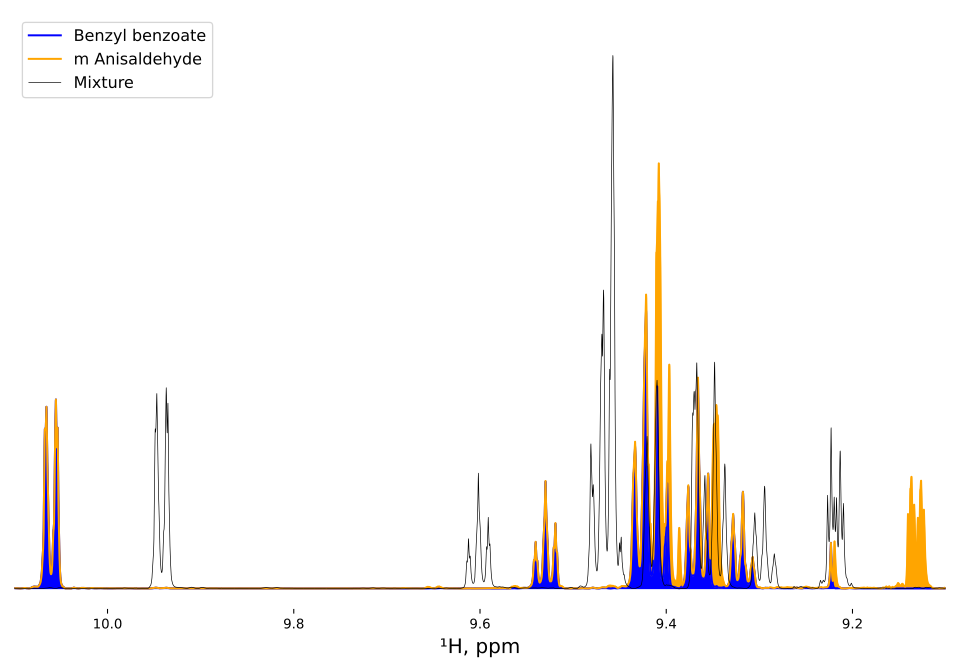 Benzyl benzoate
m Anisaldehyde
Mixture
10.0 9.8 9.6 9.4 9.2
¹H, ppm